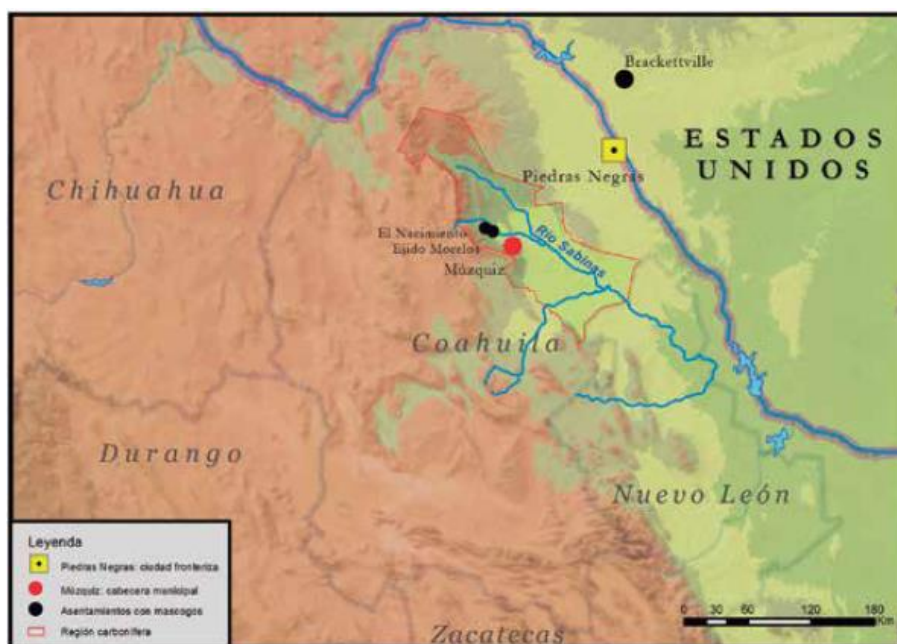 Brackettville
ESTADOS
UNIDOS
Piedras Negras
Chihuahua
El Nacimiento
Ejido Morelos
Río Sabinas
Múzquiz
Coahuila
Durango
Nuevo León
Zacatecas
Leyenda
Piedras Negras: ciudad fronteriza
Múzquiz: cabecera municipal
Asentamientos con mascogos
Región carbonífera
0 30 60 120 180
Km